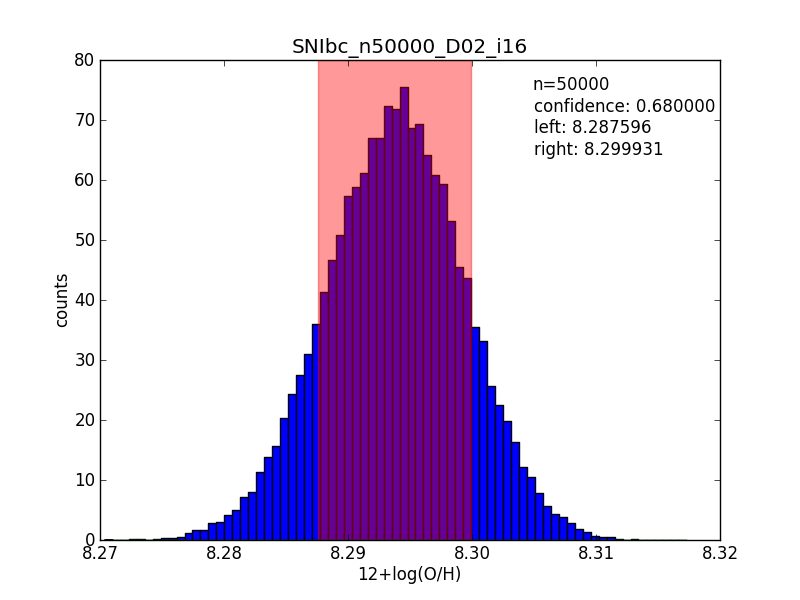 SNIbc_n50000_D02_i16
n=50000
confidence: 0.680000
left: 8.287596
right: 8.299931
counts
80
70
60
50
40
30
20
10
0
8.27 8.28 8.29 8.30 8.31 8.32
12+log(O/H)